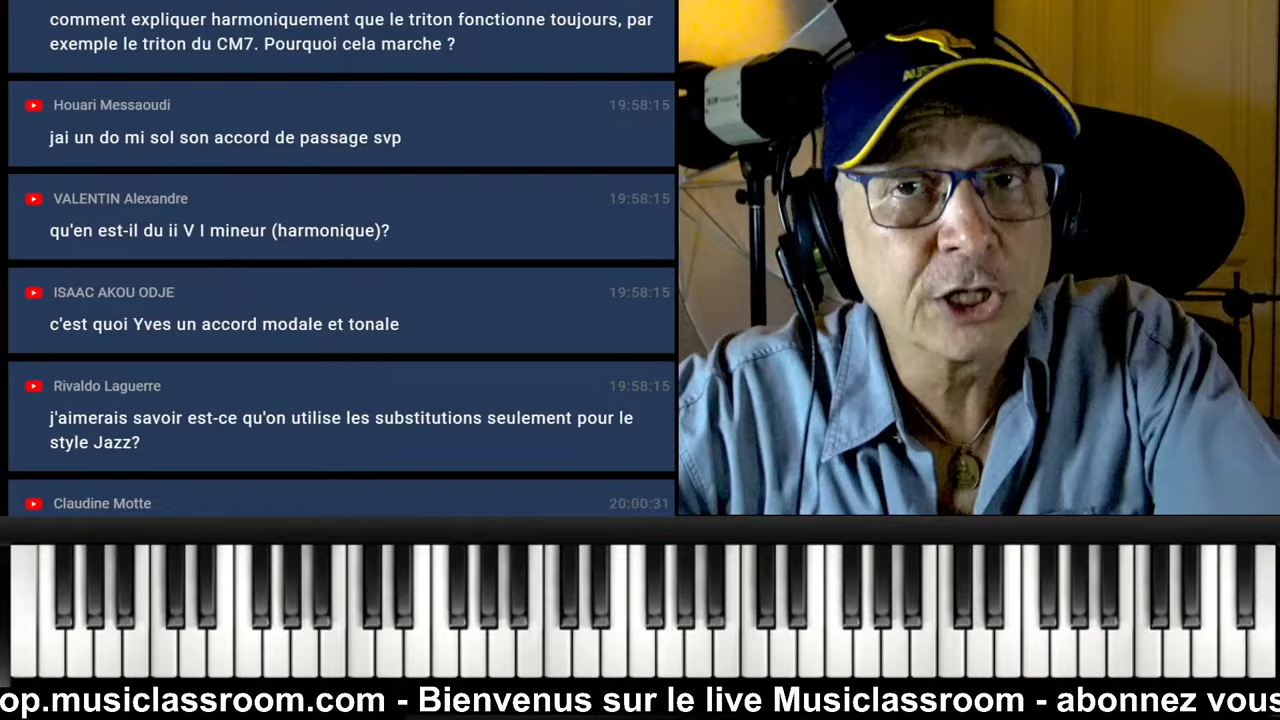 comment expliquer harmoniquement que le triton fonctionne toujours, par
exemple le triton du CM7. Pourquoi cela marche ?
Houari Messaoudi
19:58:15
jai un do mi sol son accord de passage svp
VALENTIN Alexandre
19:58:15
qu'en est-il du ii V I mineur (harmonique)?
ISAAC AKOU ODJE
19:58:15
c'est quoi Yves un accord modale et tonale
Rivaldo Laguerre
19:58:15
j'aimerais savoir est-ce qu'on utilise les substitutions seulement pour le
style Jazz?
Claudine Motte
20:00:31
op.musiclassroom.com - Bienvenus sur le live Musiclassroom - abonnez vous